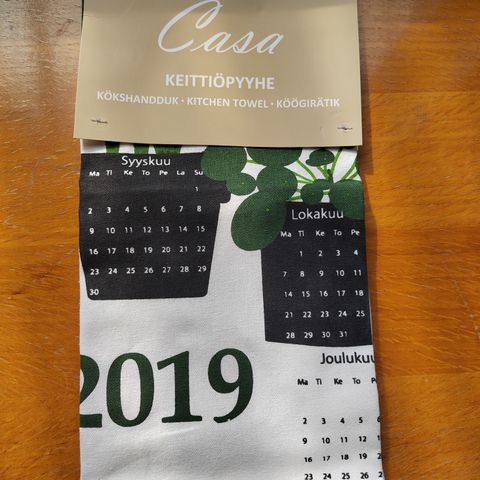 Casa
KEITTIÖPYYHE
KÖKSHANDDUK · KITCHEN TOWEL · KÖÖGIRÄTIK
Syyskuu
Ma Ti Ke To Pe La Su
1
2 3 4 5 6 7 8
9 10 11 12 13 14 15
16 17 18 19 20 21 22
23 24 25 26 27 28 29
30
Lokakuu
Ma Ti Ke To Pe
1 2 3 4
7 8 9 10 11
14 15 16 17 18
21 22 23 24 25
28 29 30 31
2019
Joulukuu
Ma Ti Ke To
2 3 4 5
9 10 11 12
16 17 18 19
23 24 25 26